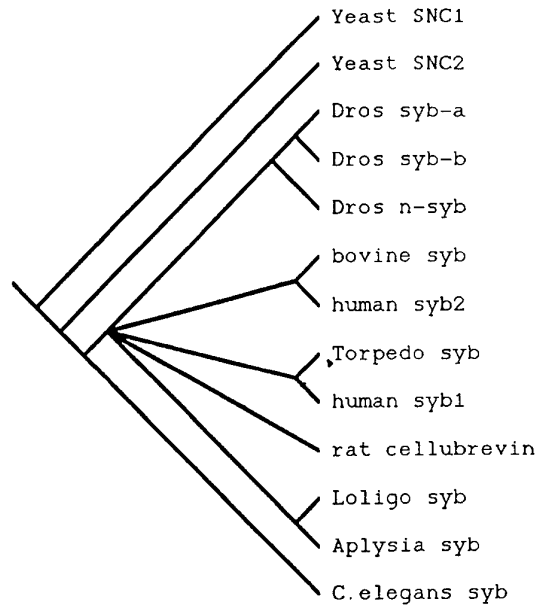 Yeast SNC1
Yeast SNC2
Dros syb-a
Dros syb-b
Dros n-syb
bovine syb
human syb2
Torpedo syb
human syb1
rat cellubrevin
Loligo syb
Aplysia syb
C.elegans syb